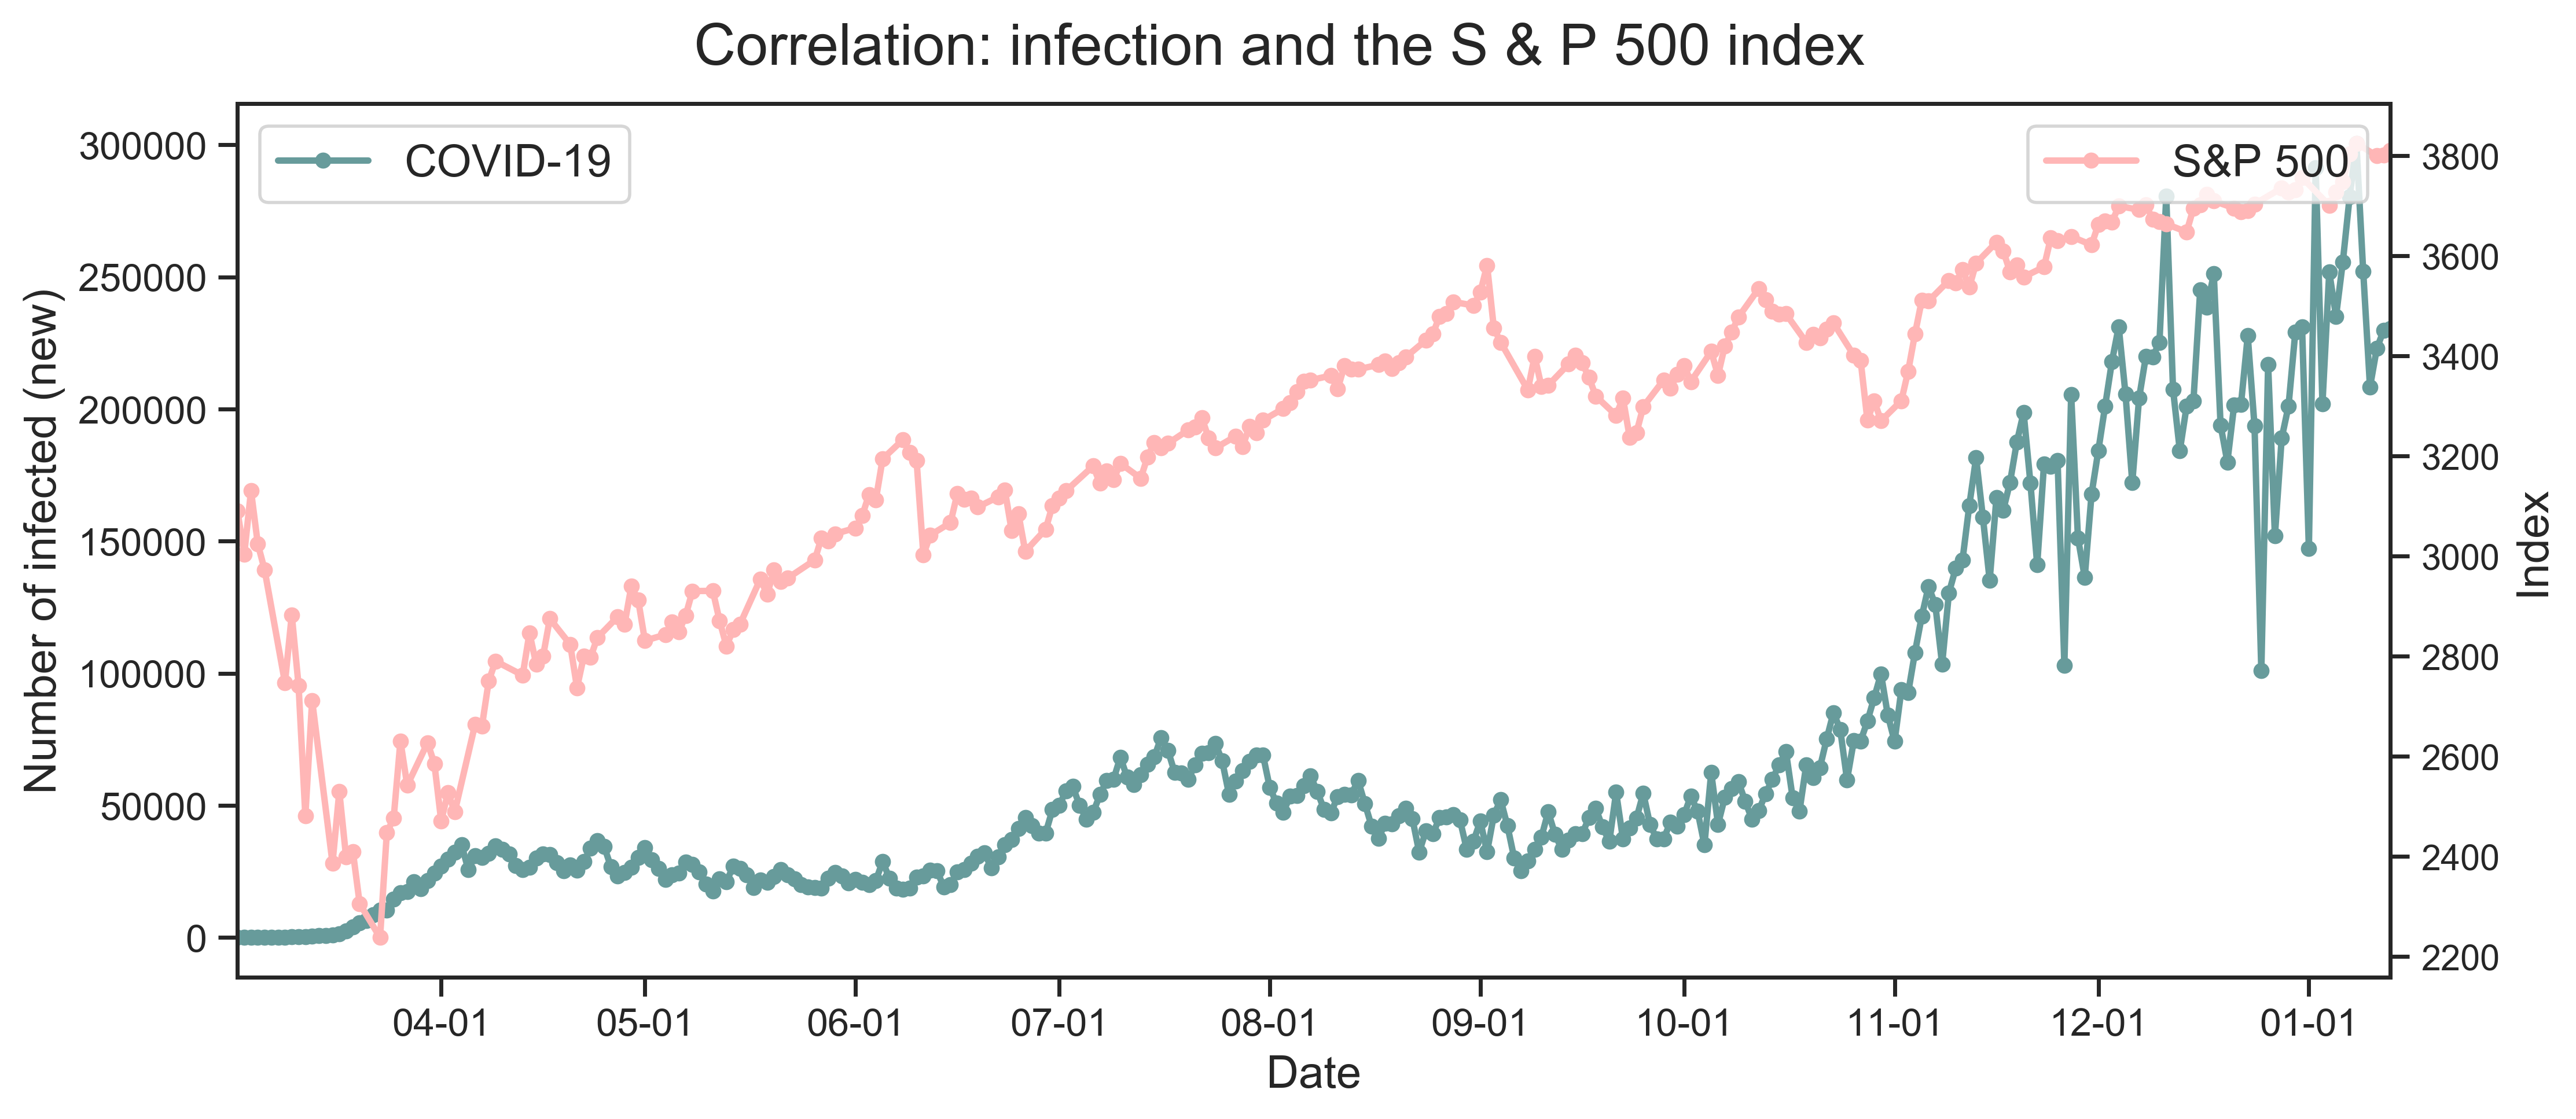 Correlation: infection and the S & P 500 index
COVID-19
S&P 500
Number of infected (new)
300000
250000
200000
150000
100000
50000
0
3800
3600
3400
3200
3000
2800
2600
2400
2200
Index
04-01 05-01 06-01 07-01 08-01 09-01 10-01 11-01 12-01 01-01
Date